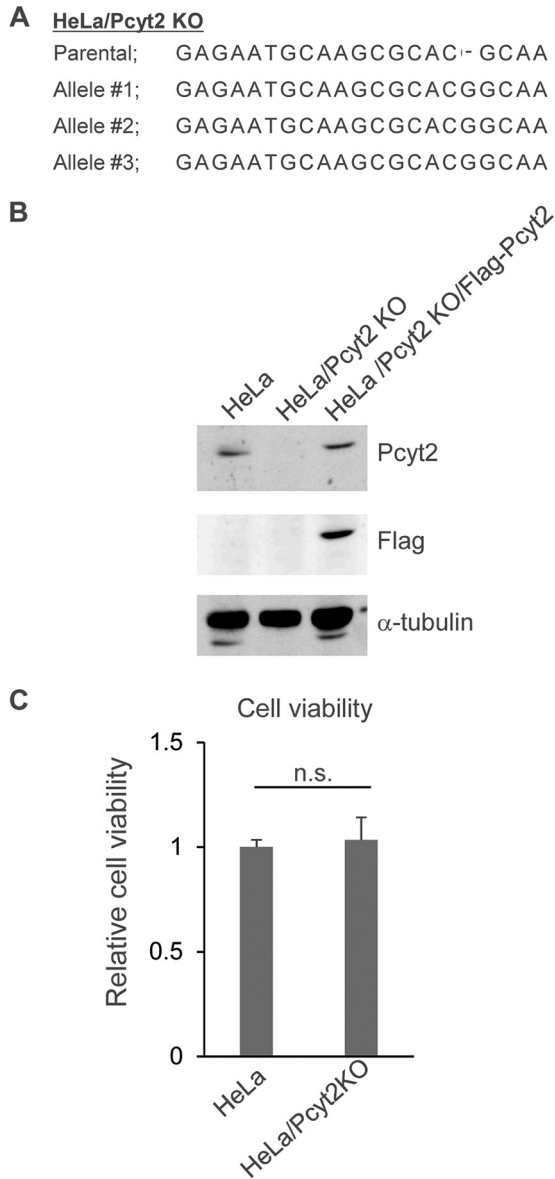 A
HeLa/Pcyt2 KO
Parental; GAGAATGCAAGCGCAC-GCAA
Allele #1; GAGAATGCAAGCGCACGGCAA
Allele #2; GAGAATGCAAGCGCACGGCAA
Allele #3; GAGAATGCAAGCGCACGGCAA
B
HeLa
HeLa/Pcyt2 KO
HeLa /Pcyt2 KO/Flag-Pcyt2
Pcyt2
Flag
α-tubulin
C
Cell viability
Relative cell viability
1.5
1
0.5
0
n.s.
HeLa
HeLa/Pcyt2KO